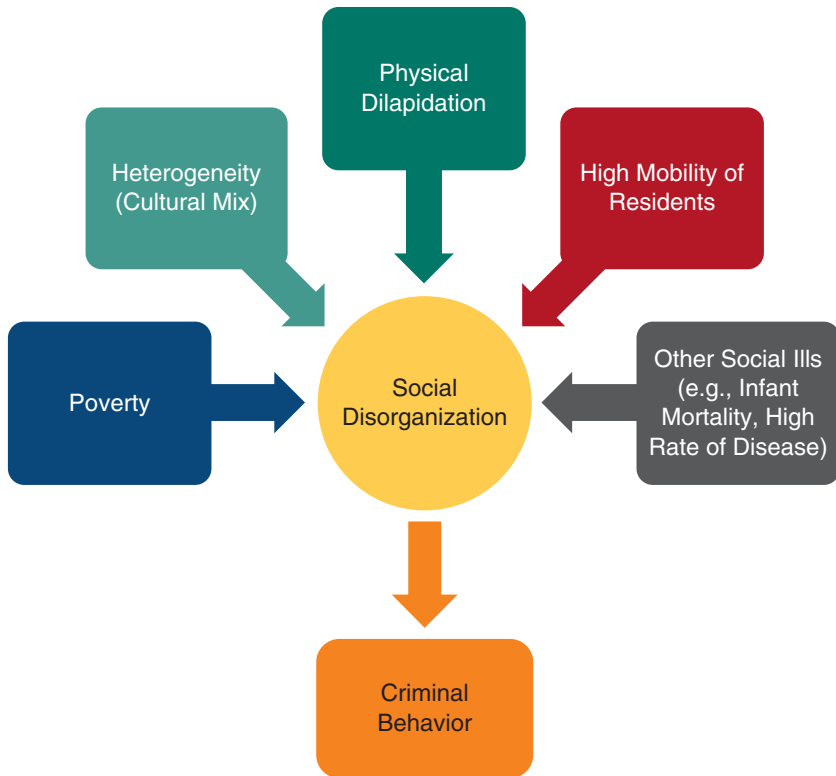 Physical
Dilapidation
Heterogeneity
(Cultural Mix)
High Mobility of
Residents
Poverty
Social
Disorganization
Other Social Ills
(e.g., Infant
Mortality, High
Rate of Disease)
Criminal
Behavior